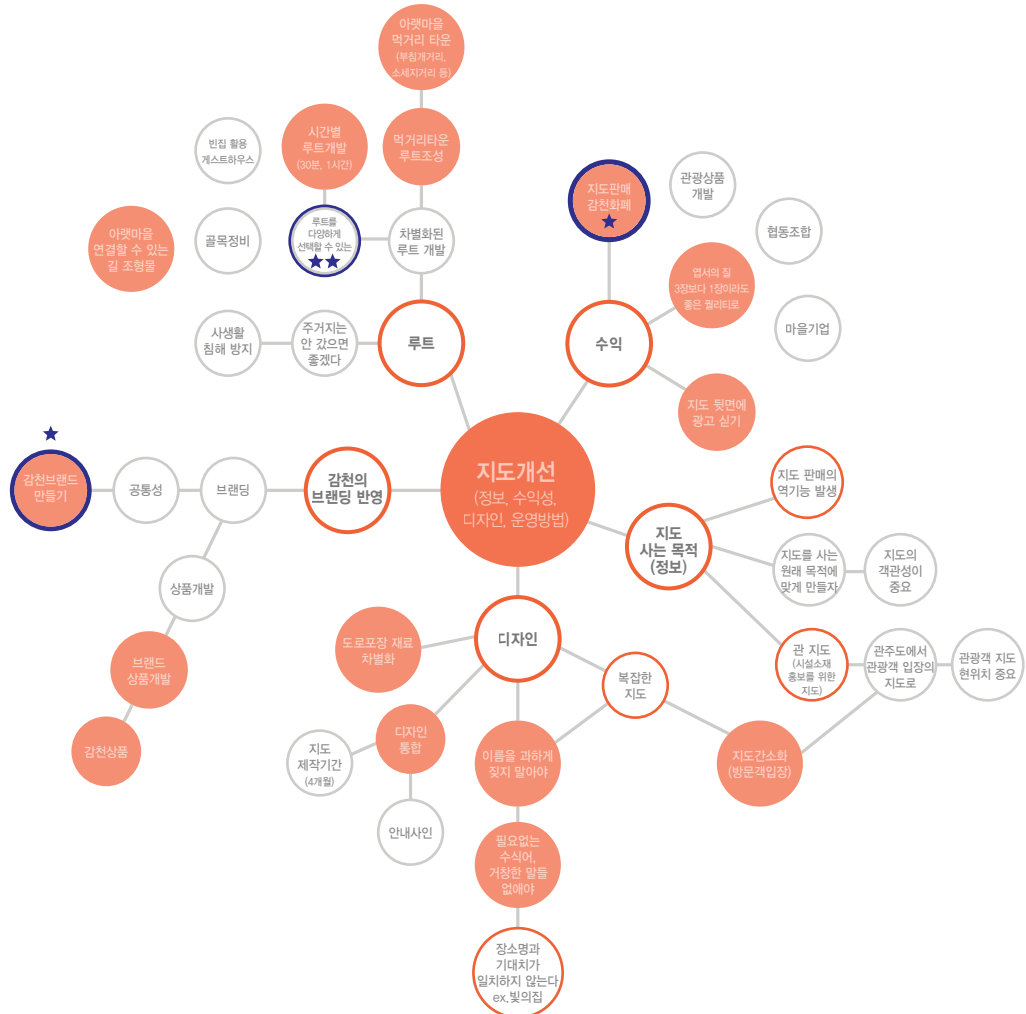 아랫마을
먹거리 타운
(부침개거리,
소세지거리 등)
시간별
루트개발
(30분, 1시간)
먹거리타운
루트조성
빈집 활용
게스트하우스
아랫마을
연결할 수 있는
길 조형물
골목정비
루트를
다양하게
선택할 수 있는
차별화된
루트 개발
사생활
침해 방지
주거지는
안 갔으면
좋겠다
루트
지도판매
감천화폐
관광상품
개발
협동조합
엽서의 질
3장보다 1장이라도
좋은 퀄리티로
마을기업
수익
지도 뒷면에
광고 싣기
지도개선
(정보, 수익성,
디자인, 운영방법)
감천브랜드
만들기
공통성
브랜딩
감천의
브랜딩 반영
상품개발
브랜드
상품개발
감천상품
지도
사는 목적
(정보)
지도 판매의
역기능 발생
지도를 사는
원래 목적에
맞게 만들자
지도의
객관성이
중요
관 지도
(시설소재
홍보를 위한
지도)
관주도에서
관광객 입장의
지도로
관광객 지도
현위치 중요
디자인
도로포장 재료
차별화
복잡한
지도
디자인
통합
지도
제작기간
(4개월)
안내사인
이름을 과하게
짖지 말아야
지도간소화
(방문객입장)
필요없는
수식어,
거창한 말들
없애야
장소명과
기대치가
일치하지 않는다
ex.빛의집